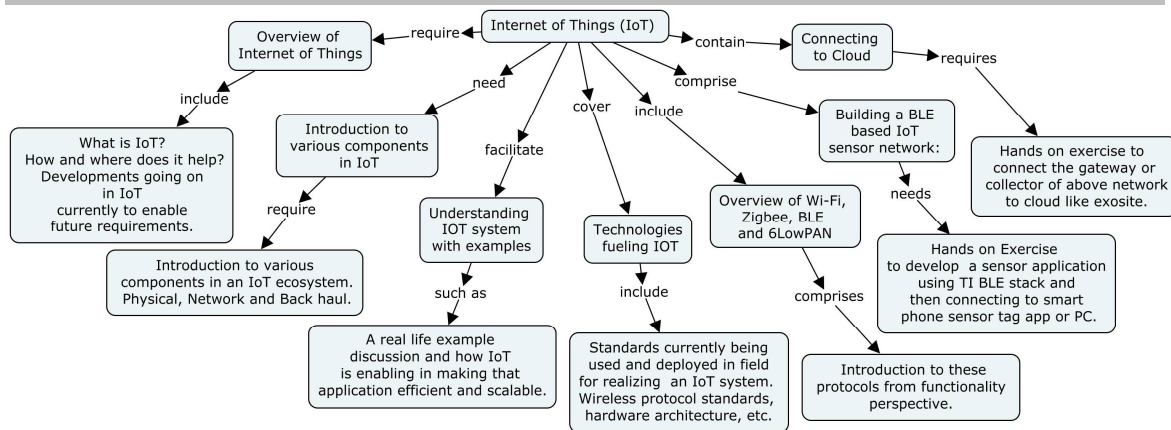 Internet of Things (IoT)
require
Overview of
Internet of Things
include
What is IoT?
How and where does it help?
Developments going on
in IoT
currently to enable
future requirements.
need
Introduction to
various components
in IoT
require
Introduction to various
components in an IoT ecosystem.
Physical, Network and Back haul.
facilitate
Understanding
IOT system
with examples
such as
A real life example
discussion and how IoT
is enabling in making that
application efficient and scalable.
cover
Technologies
fueling IOT
include
Standards currently being
used and deployed in field
for realizing an IoT system.
Wireless protocol standards,
hardware architecture, etc.
include
Overview of Wi-Fi,
Zigbee, BLE
and 6LowPAN
comprises
Introduction to these
protocols from functionality
perspective.
comprise
Building a BLE
based IoT
sensor network:
needs
Hands on Exercise
to develop a sensor application
using TI BLE stack and
then connecting to smart
phone sensor tag app or PC.
contain
Connecting
to Cloud
requires
Hands on exercise to
connect the gateway or
collector of above network
to cloud like exosite.